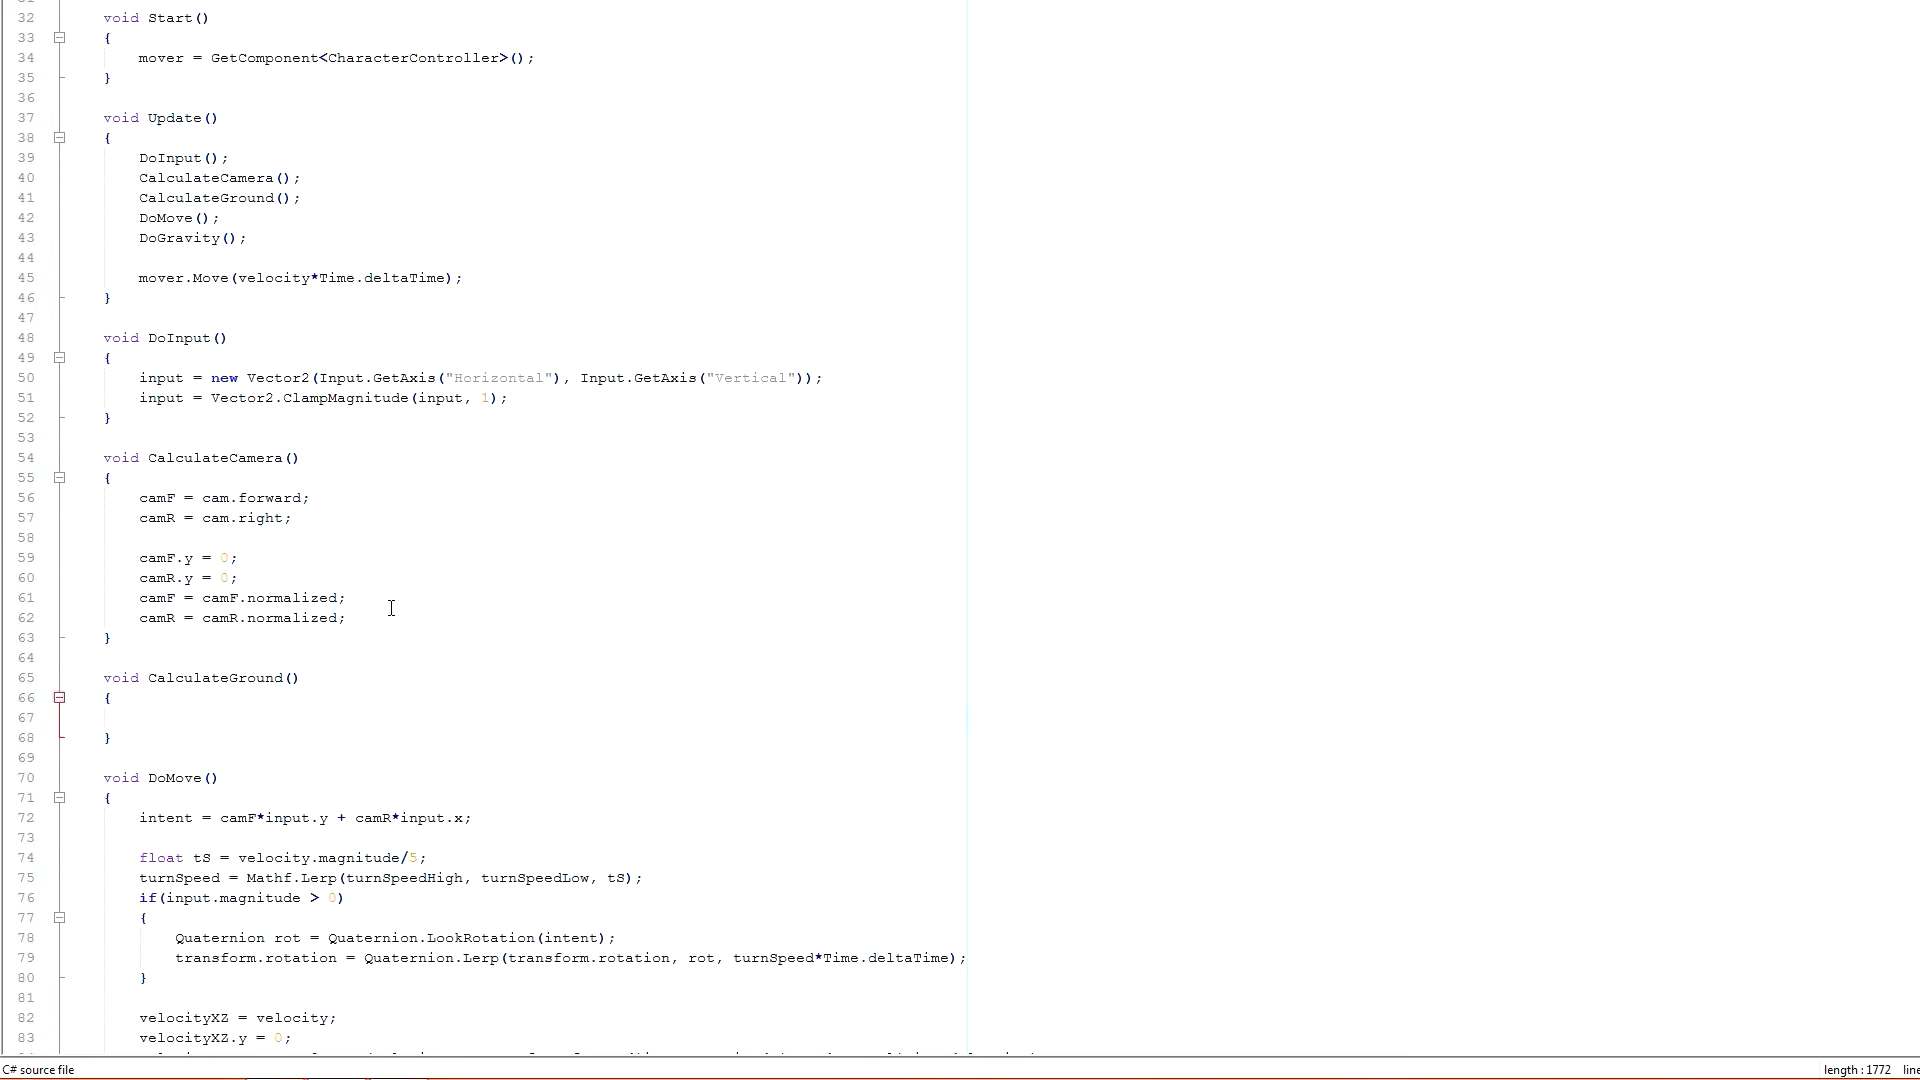 32 void Start()
33 {
34 mover = GetComponent<CharacterController>();
35 }
36
37 void Update()
38 {
39 DoInput();
40 CalculateCamera();
41 CalculateGround();
42 DoMove();
43 DoGravity();
44
45 mover.Move(velocity*Time.deltaTime);
46 }
47
48 void DoInput()
49 {
50 input = new Vector2(Input.GetAxis("Horizontal"), Input.GetAxis("Vertical"));
51 input = Vector2.ClampMagnitude(input, 1);
52 }
53
54 void CalculateCamera()
55 {
56 camF = cam.forward;
57 camR = cam.right;
58
59 camF.y = 0;
60 camR.y = 0;
61 camF = camF.normalized;
62 camR = camR.normalized;
63 }
64
65 void CalculateGround()
66 {
67
68 }
69
70 void DoMove()
71 {
72 intent = camF*input.y + camR*input.x;
73
74 float tS = velocity.magnitude/5;
75 turnSpeed = Mathf.Lerp(turnSpeedHigh, turnSpeedLow, tS);
76 if(input.magnitude > 0)
77 {
78 Quaternion rot = Quaternion.LookRotation(intent);
79 transform.rotation = Quaternion.Lerp(transform.rotation, rot, turnSpeed*Time.deltaTime);
80 }
81
82 velocityXZ = velocity;
83 velocityXZ.y = 0;
C# source file length : 1772 line